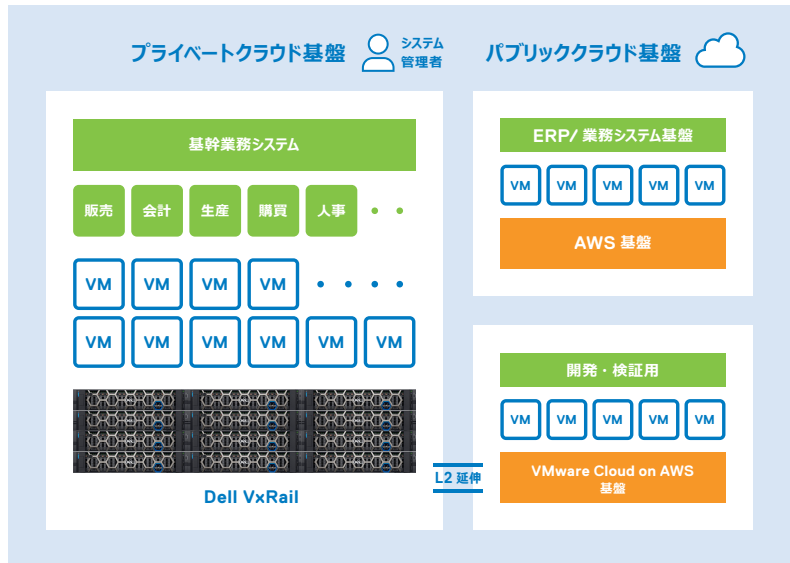 プライベートクラウド基盤
システム
管理者
パブリッククラウド基盤
基幹業務システム
販売 会計 生産 購買 人事 ・ ・
VM VM VM VM ・ ・ ・ ・
VM VM VM VM VM VM
Dell VxRail
L2 延伸
ERP/ 業務システム基盤
VM VM VM VM VM
AWS 基盤
開発・検証用
VM VM VM VM VM
VMware Cloud on AWS
基盤